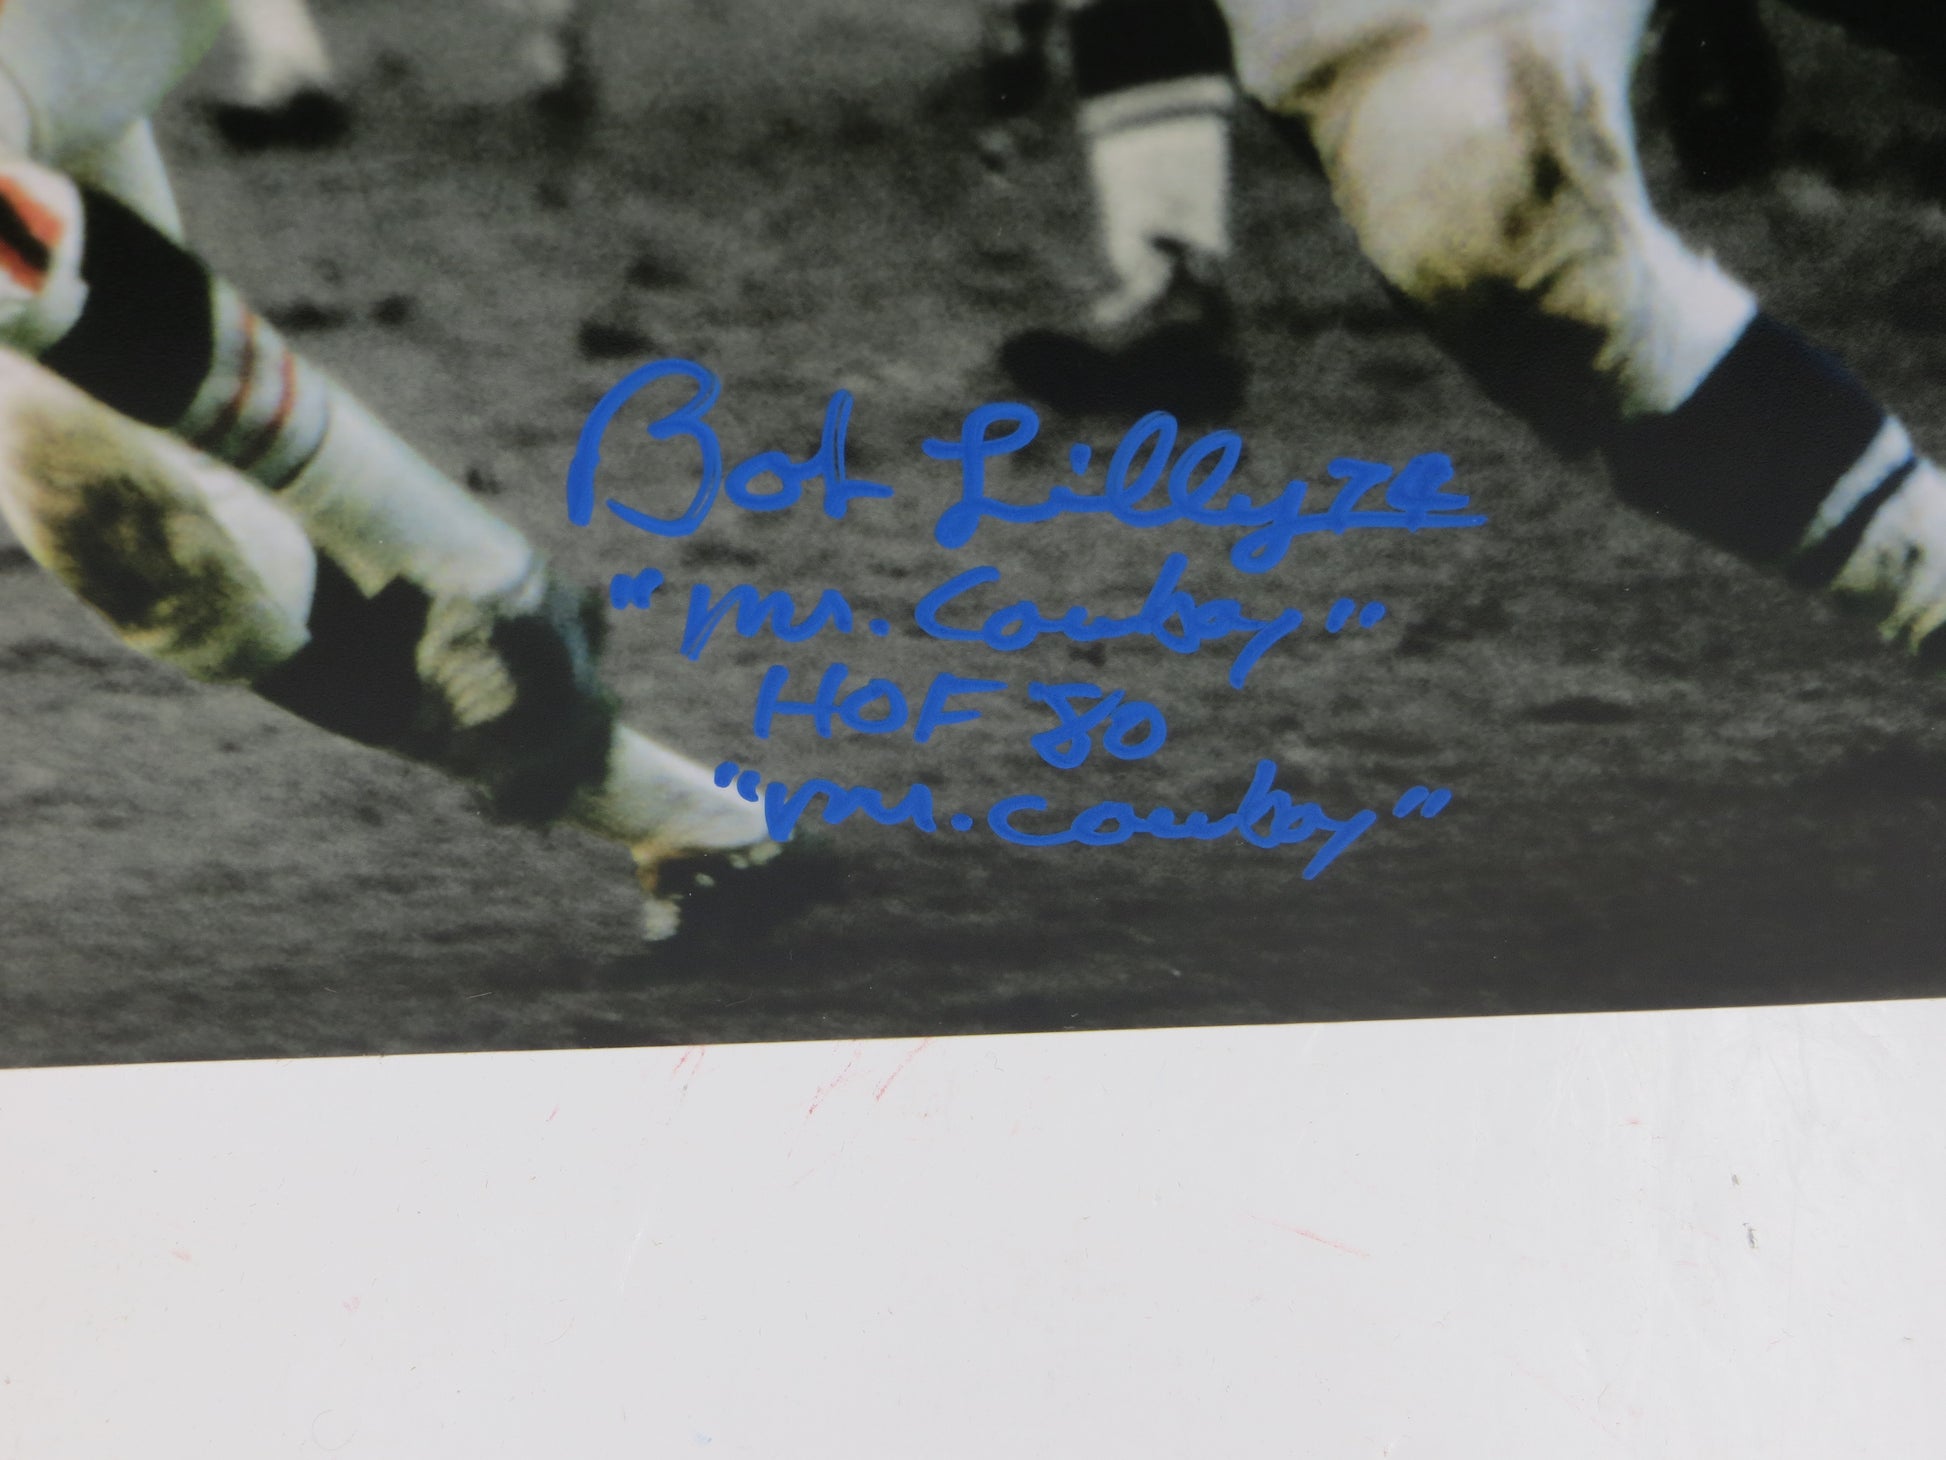 Bob Lilly 74
"Mr. Cowboy"
HOF 80
"Mr. Cowboy"